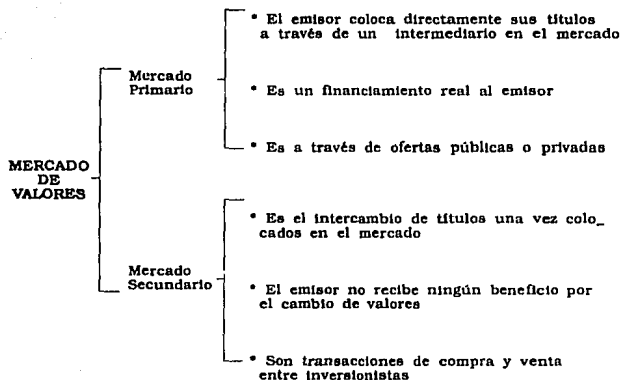 MERCADO
DE
VALORES
Mercado
Primario
* El emisor coloca directamente sus títulos
a través de un intermediario en el mercado
* Es un financiamiento real al emisor
* Es a través de ofertas públicas o privadas
Mercado
Secundario
* Es el intercambio de títulos una vez colo_
cados en el mercado
* El emisor no recibe ningún beneficio por
el cambio de valores
* Son transacciones de compra y venta
entre inversionistas